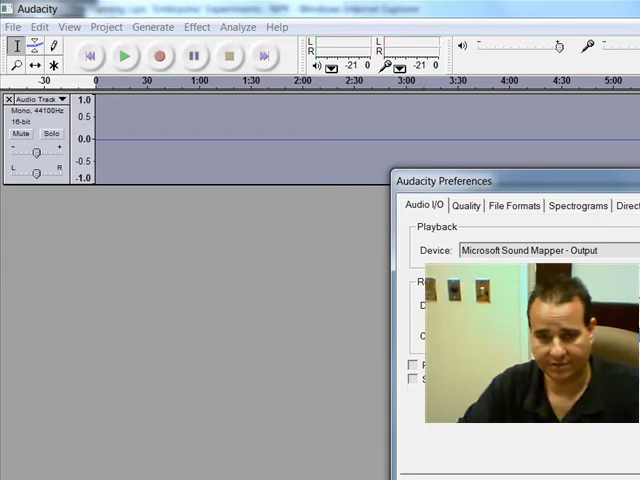 Audacity
File Edit View Project Generate Effect Analyze Help
L
R
-21 0
L
R
-21 0
-30 0 30 1:00 1:30 2:00 2:30 3:00 3:30 4:00 4:30 5:00
Audio Track
Mono, 44100Hz
16-bit
Mute Solo
- +
L R
1.0
0.5
0.0
-0.5
-1.0
Audacity Preferences
Audio I/O Quality File Formats Spectrograms Direct
Playback
Device: Microsoft Sound Mapper - Output